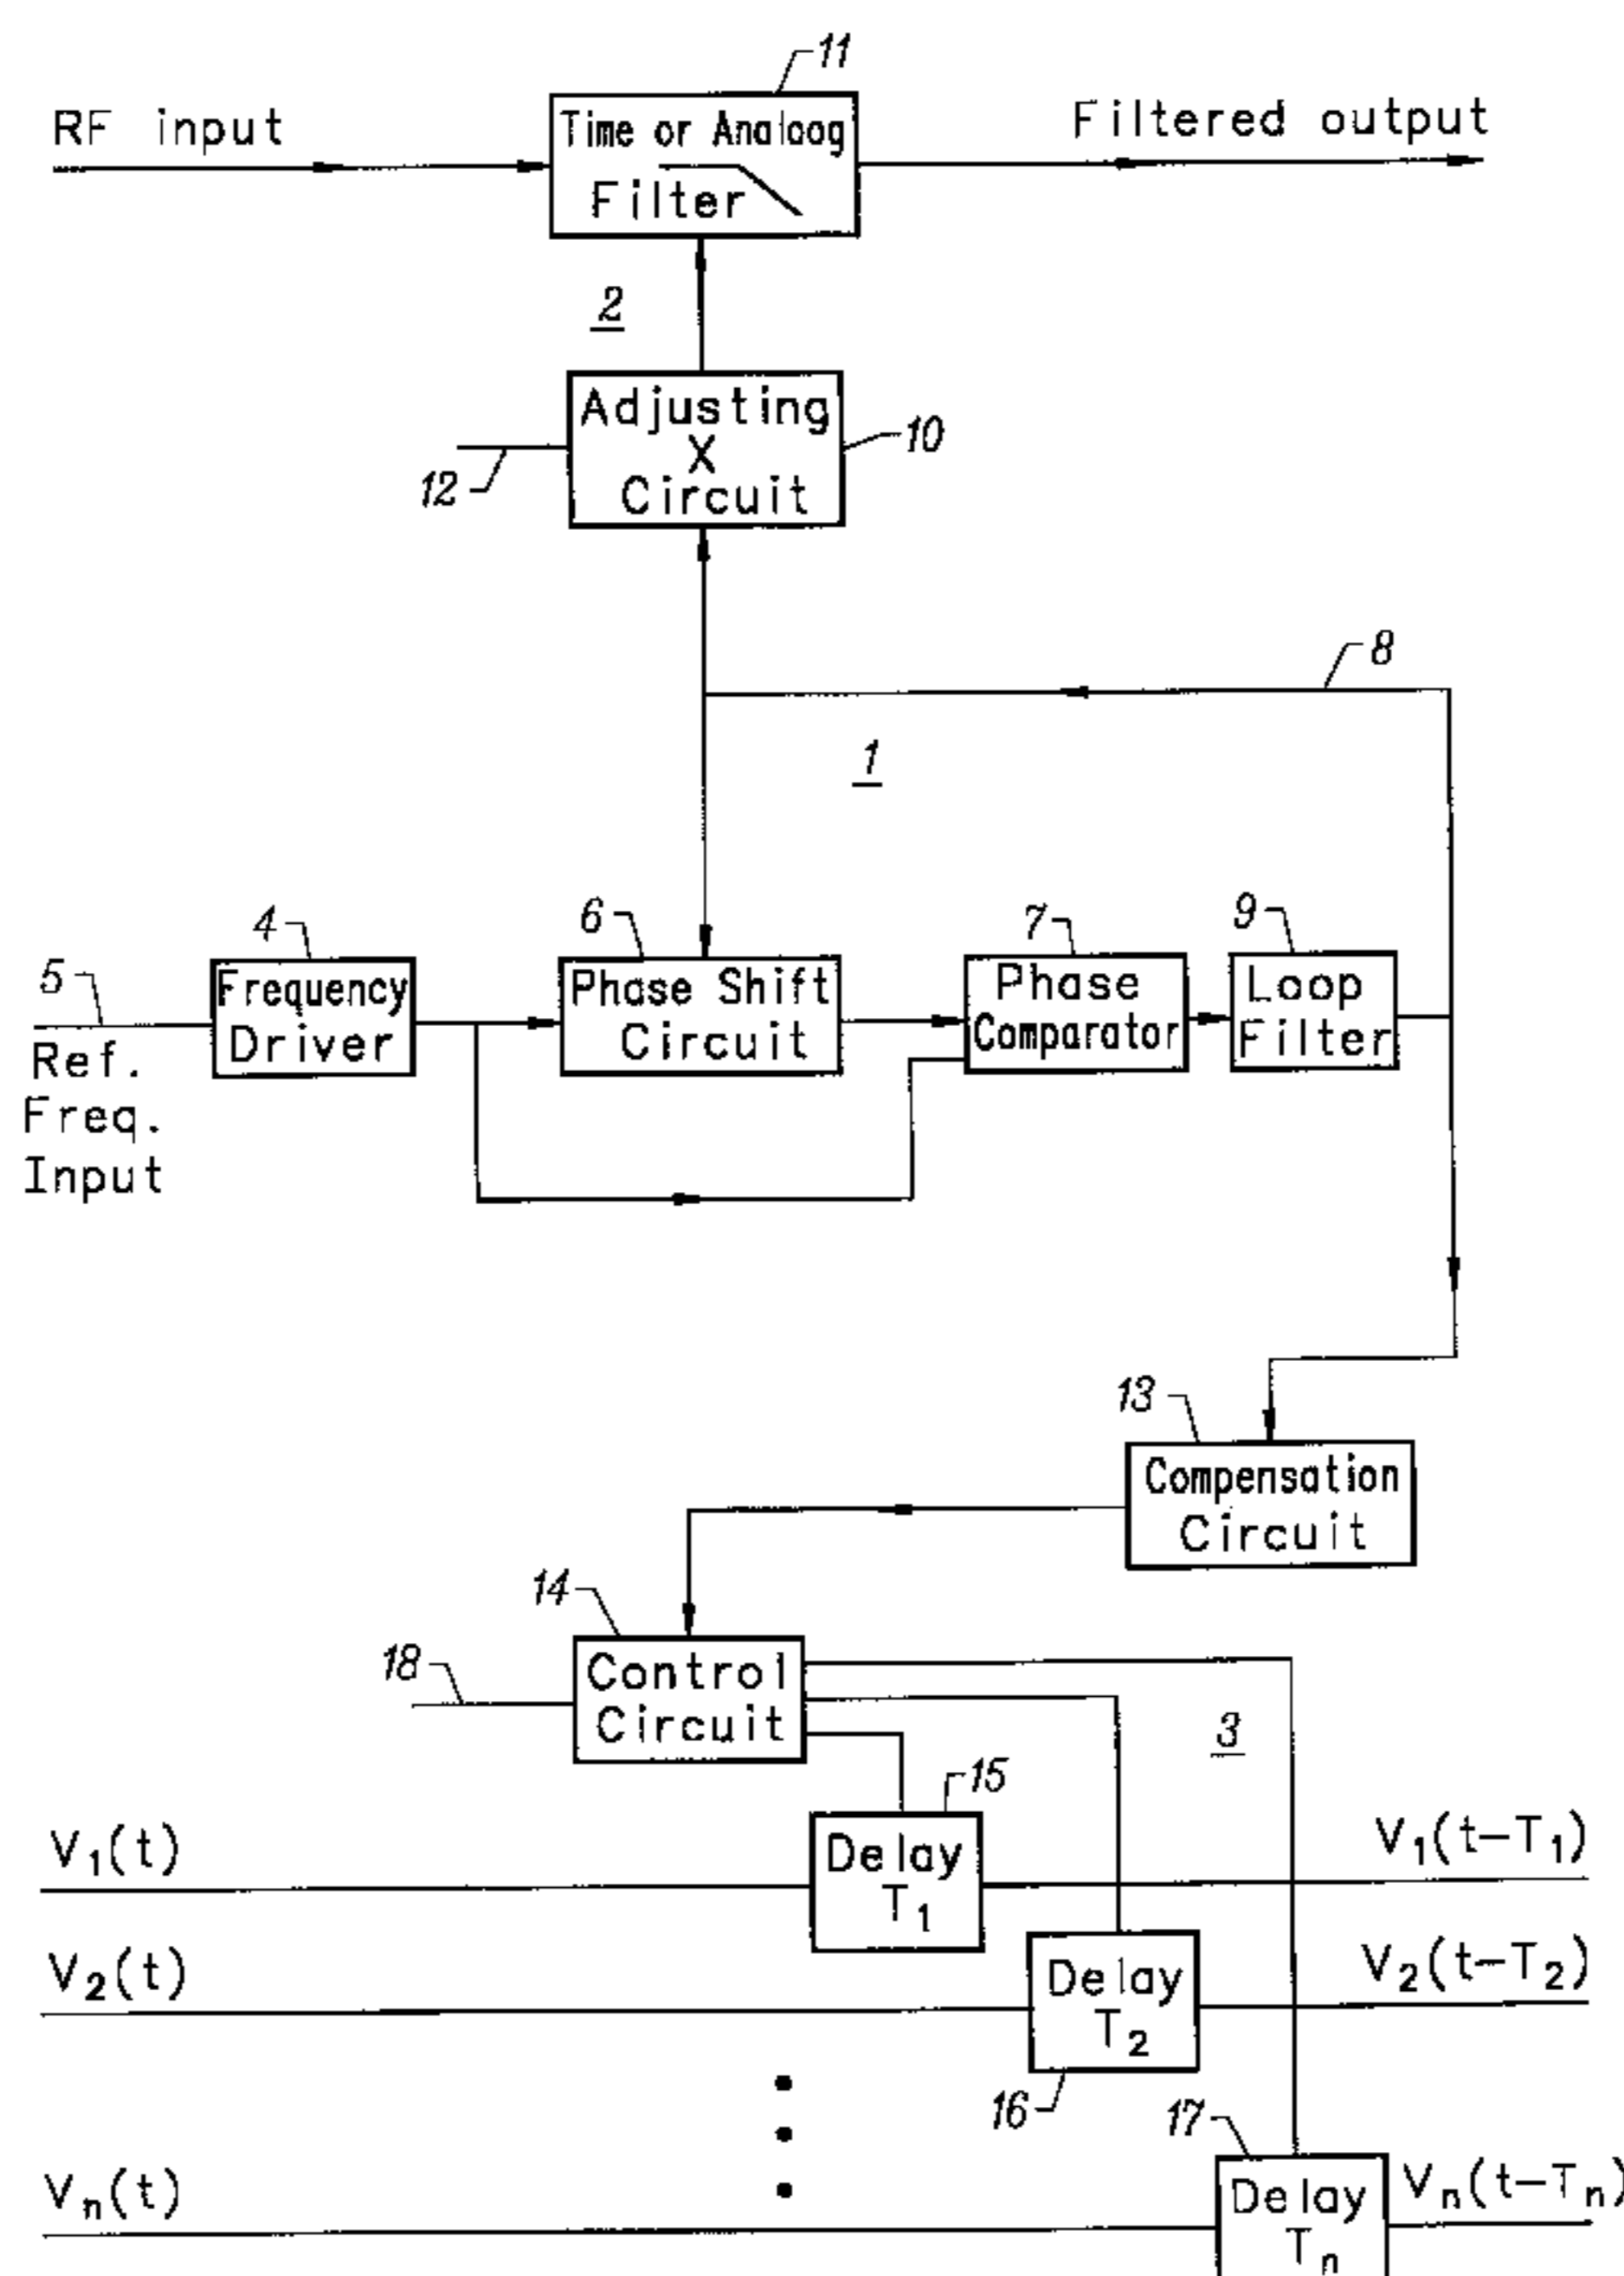 11
RF input
Time or Analoog
Filter
Filtered output
2
Adjusting
X
Circuit
10
12
8
1
4
6
7
9
5
Frequency
Driver
Phase Shift
Circuit
Phase
Comparator
Loop
Filter
Ref.
Freq.
Input
13
Compensation
Circuit
14
18
Control
Circuit
3
15
V₁(t)
Delay
T₁
V₁(t-T₁)
V₂(t)
Delay
T₂
V₂(t-T₂)
16
17
Vₙ(t)
Delay
Tₙ
Vₙ(t-Tₙ)